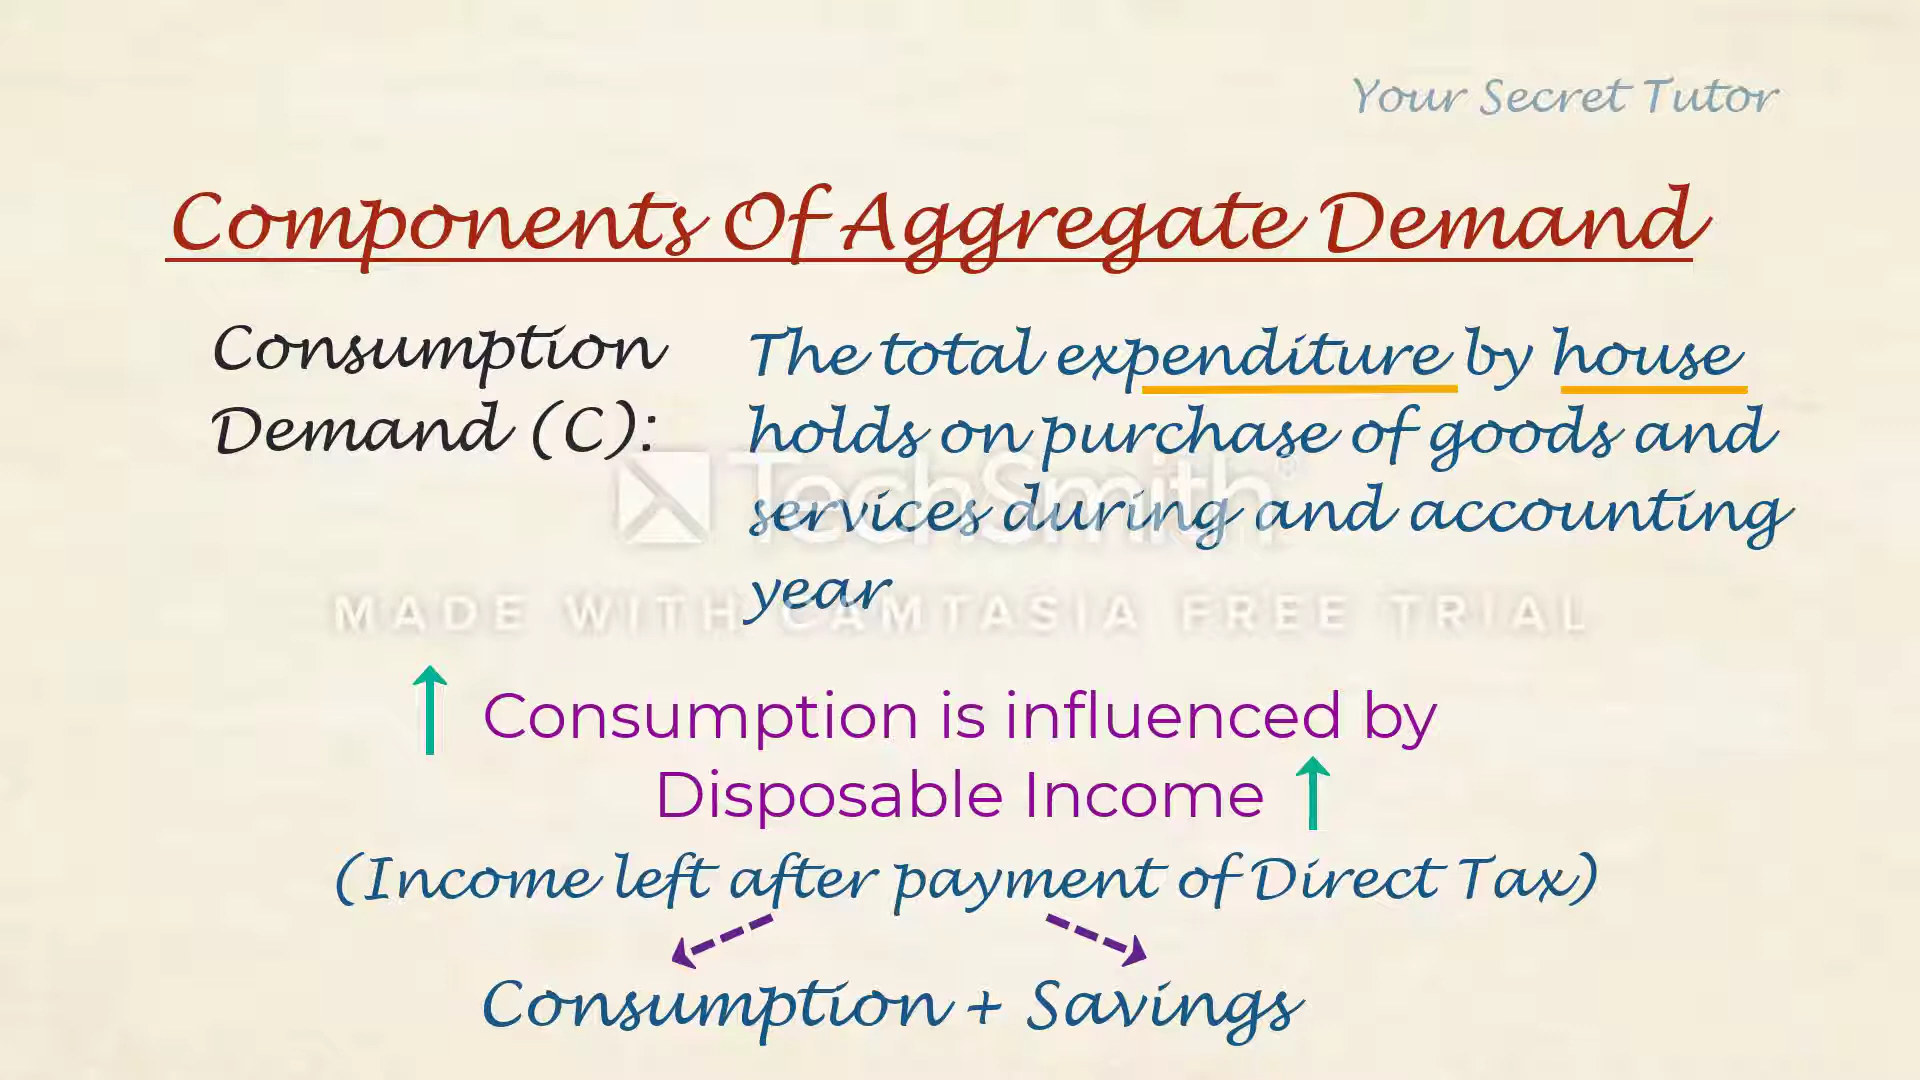 Your Secret Tutor
Components Of Aggregate Demand
Consumption
Demand (C):
The total expenditure by house
holds on purchase of goods and
services during and accounting
year
TechSmith®
MADE WITH CAMTASIA FREE TRIAL
Consumption is influenced by
Disposable Income
(Income left after payment of Direct Tax)
Consumption + Savings